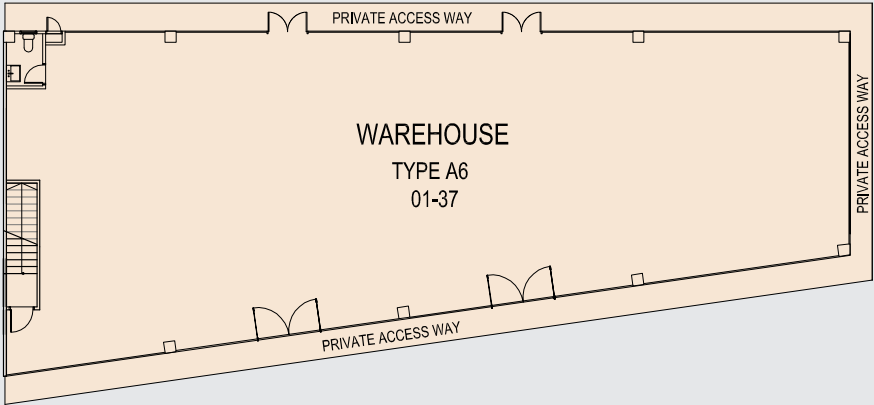 PRIVATE ACCESS WAY
WAREHOUSE
TYPE A6
01-37
PRIVATE ACCESS WAY
PRIVATE ACCESS WAY